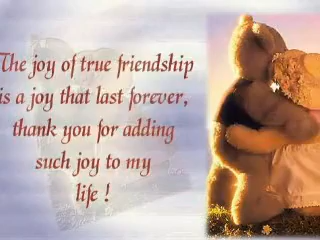 The joy of true friendship
is a joy that last forever,
thank you for adding
such joy to my
life !